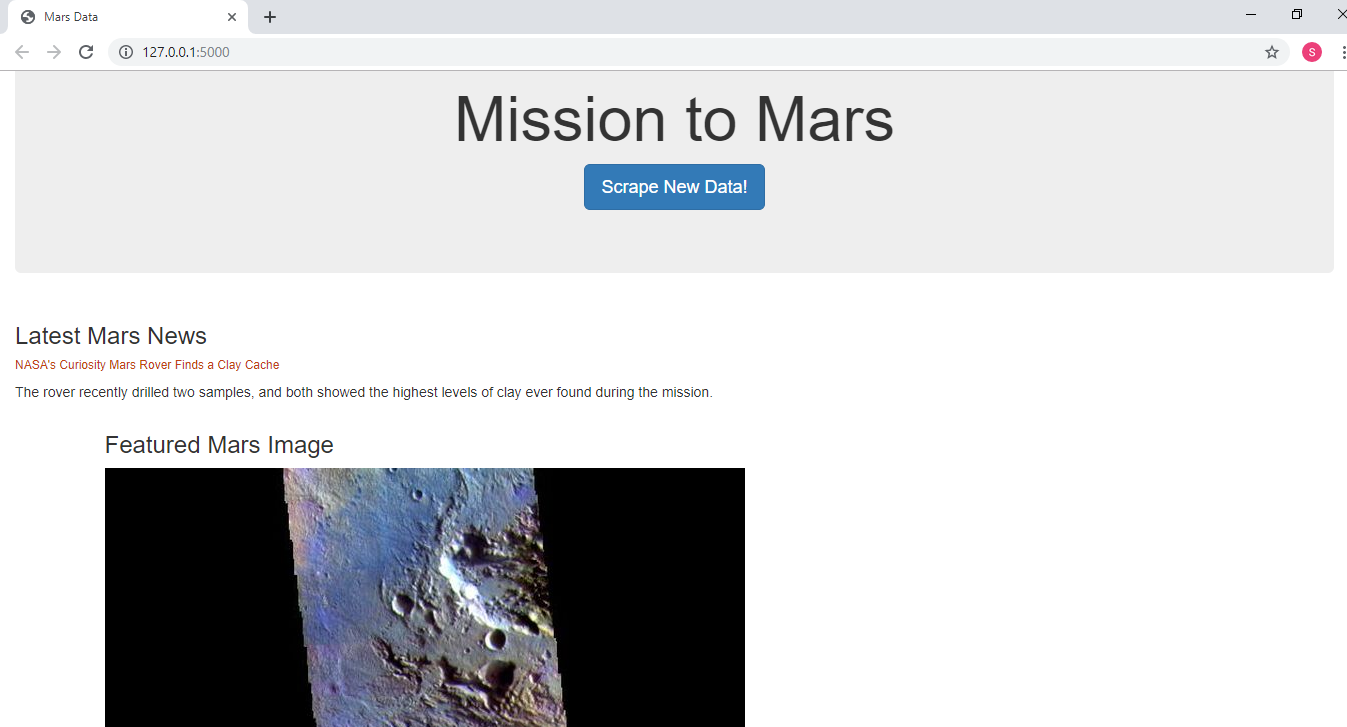 Mars Data
127.0.0.1:5000
S
Mission to Mars
Scrape New Data!
Latest Mars News
NASA's Curiosity Mars Rover Finds a Clay Cache
The rover recently drilled two samples, and both showed the highest levels of clay ever found during the mission.
Featured Mars Image